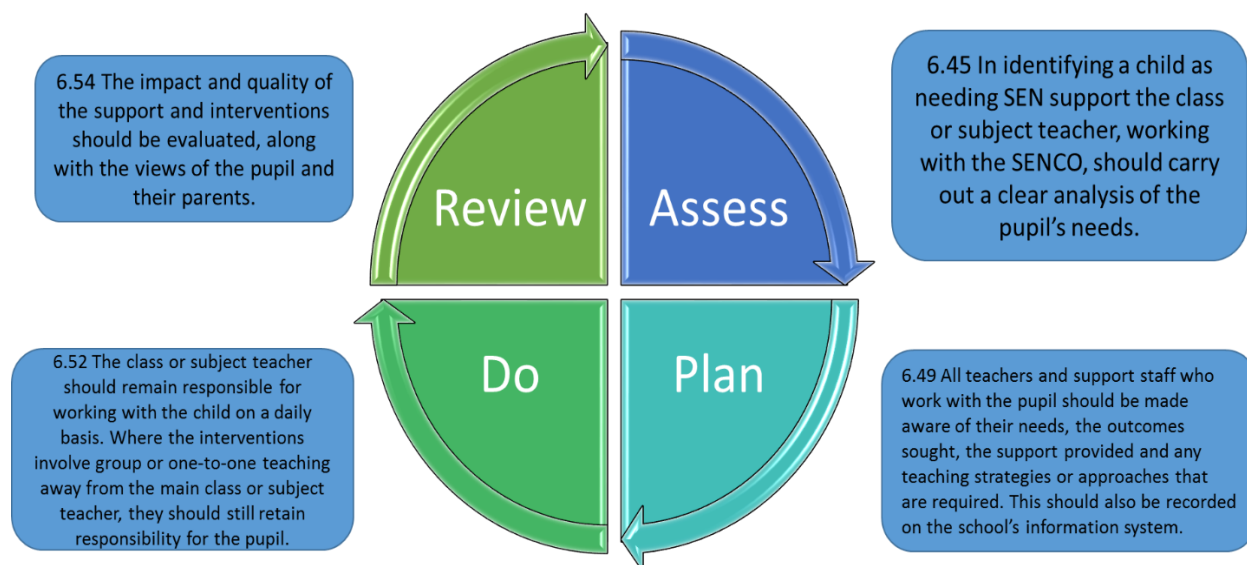 6.54 The impact and quality of
the support and interventions
should be evaluated, along
with the views of the pupil and
their parents.
Review
Assess
6.45 In identifying a child as
needing SEN support the class
or subject teacher, working
with the SENCO, should carry
out a clear analysis of the
pupil’s needs.
6.52 The class or subject teacher
should remain responsible for
working with the child on a daily
basis. Where the interventions
involve group or one-to-one teaching
away from the main class or subject
teacher, they should still retain
responsibility for the pupil.
Do
Plan
6.49 All teachers and support staff who
work with the pupil should be made
aware of their needs, the outcomes
sought, the support provided and any
teaching strategies or approaches that
are required. This should also be recorded
on the school’s information system.